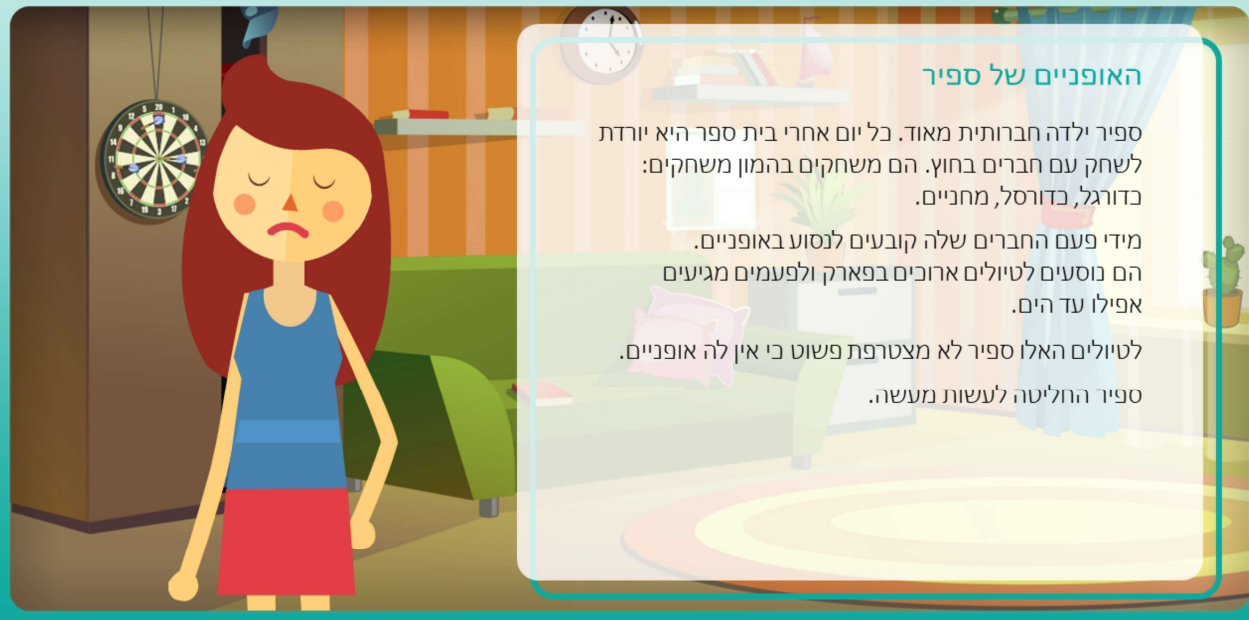 האופניים של ספיר
ספיר ילדה חברותית מאוד. כל יום אחרי בית ספר היא יורדת
לשחק עם חברים בחוץ. הם משחקים בהמון משחקים:
כדורגל, כדורסל, מחניים.
מידי פעם החברים שלה קובעים לנסוע באופניים.
הם נוסעים לטיולים ארוכים בפארק ולפעמים מגיעים
אפילו עד הים.
לטיולים האלו ספיר לא מצטרפת פשוט כי אין לה אופניים.
ספיר החליטה לעשות מעשה.